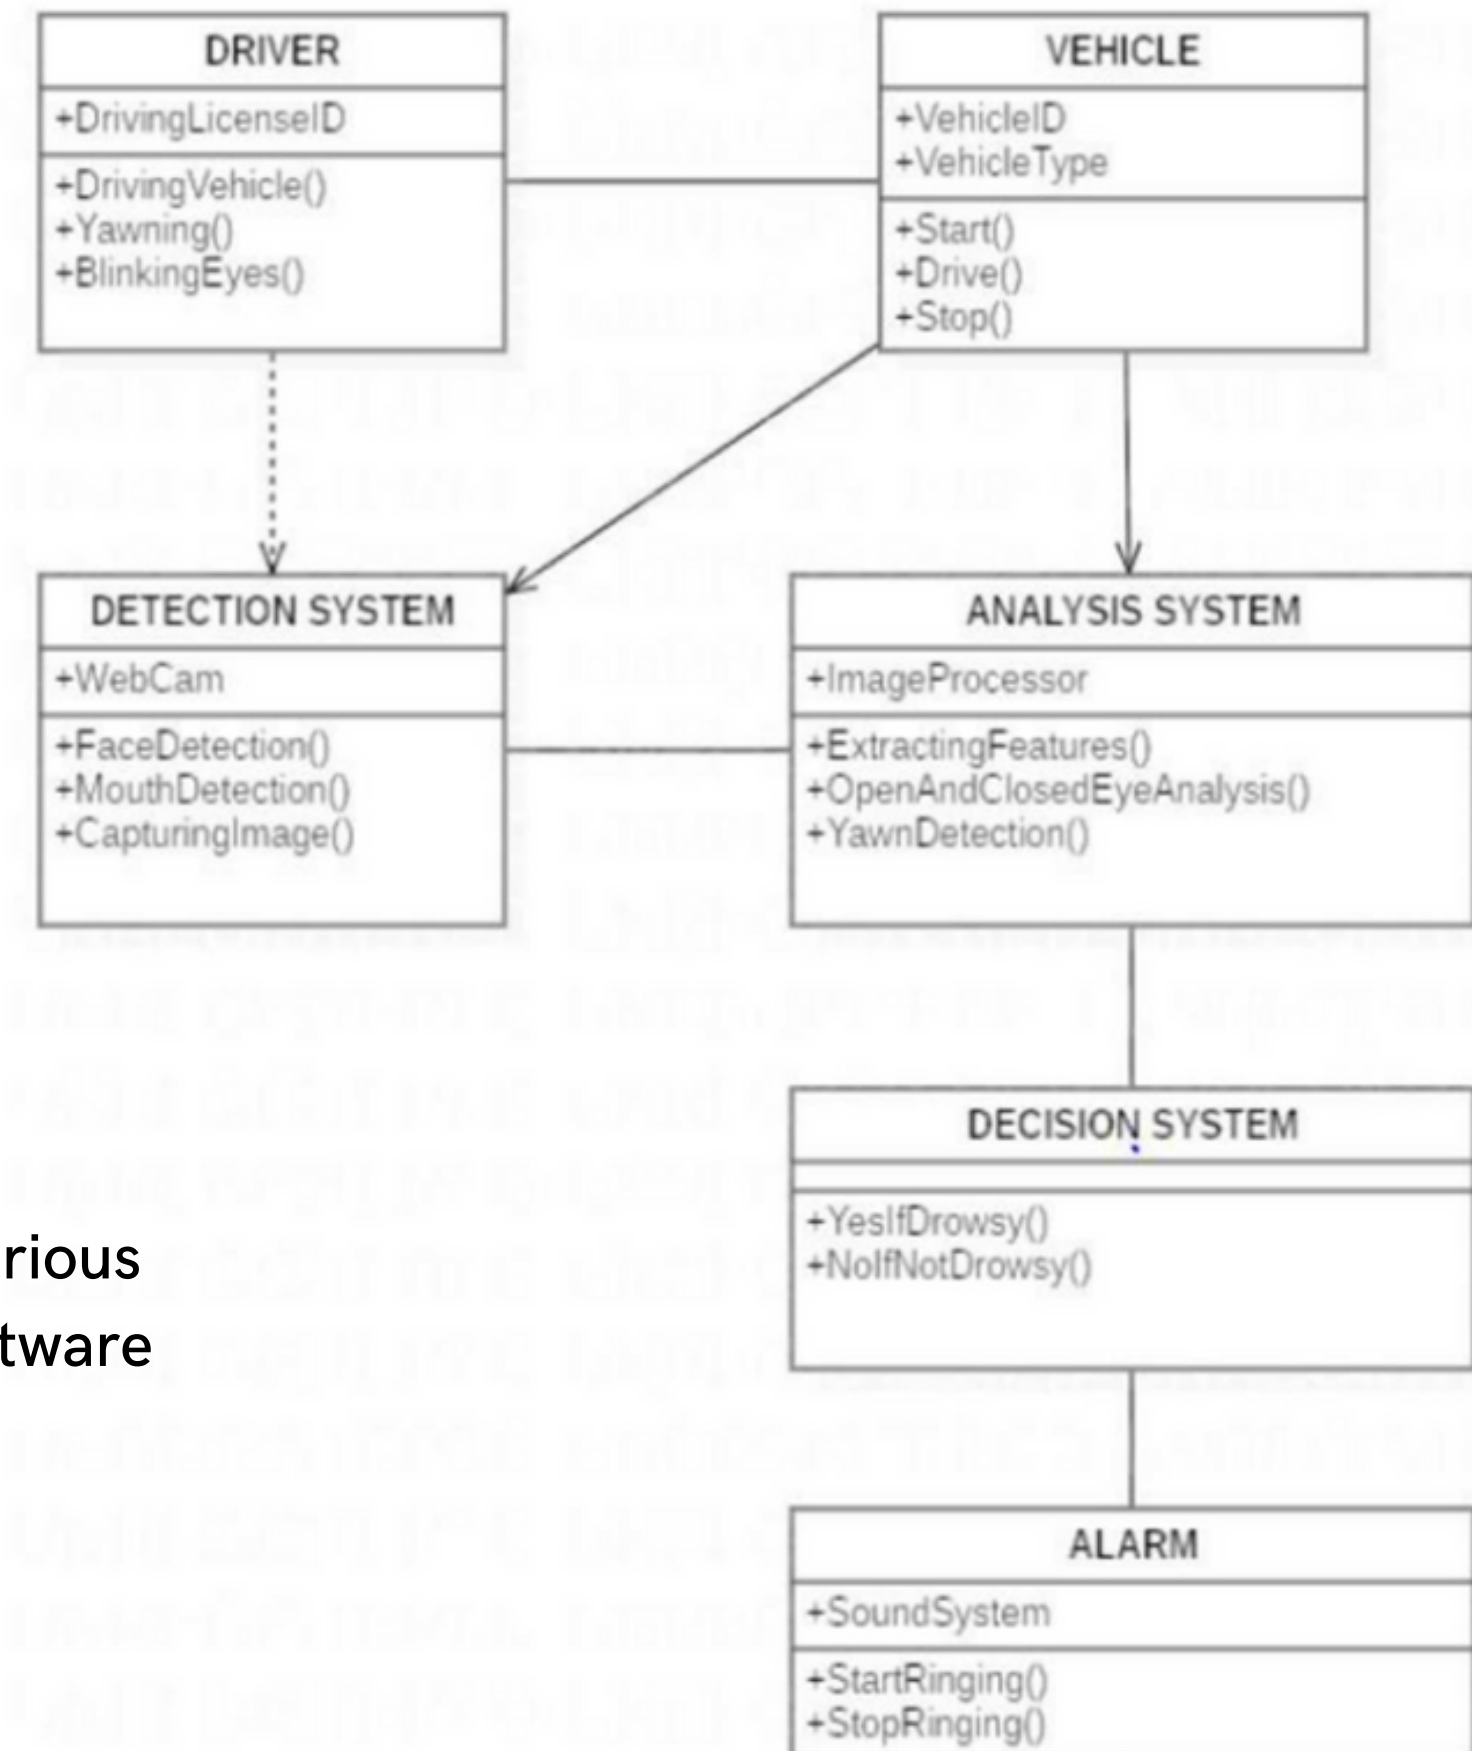 DRIVER
+DrivingLicenseID
+DrivingVehicle()
+Yawning()
+BlinkingEyes()
VEHICLE
+VehicleID
+VehicleType
+Start()
+Drive()
+Stop()
DETECTION SYSTEM
+WebCam
+FaceDetection()
+MouthDetection()
+CapturingImage()
ANALYSIS SYSTEM
+ImageProcessor
+ExtractingFeatures()
+OpenAndClosedEyeAnalysis()
+YawnDetection()
DECISION SYSTEM
+YesIfDrowsy()
+NoIfNotDrowsy()
rious
tware
ALARM
+SoundSystem
+StartRinging()
+StopRinging()